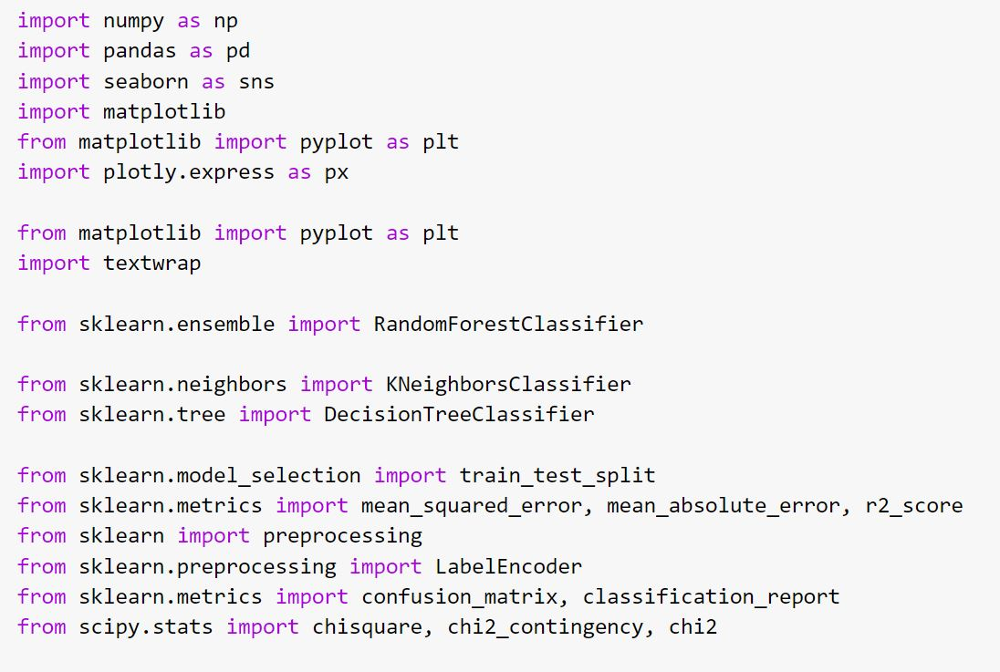 import numpy as np
import pandas as pd
import seaborn as sns
import matplotlib
from matplotlib import pyplot as plt
import plotly.express as px
from matplotlib import pyplot as plt
import textwrap
from sklearn.ensemble import RandomForestClassifier
from sklearn.neighbors import KNeighborsClassifier
from sklearn.tree import DecisionTreeClassifier
from sklearn.model_selection import train_test_split
from sklearn.metrics import mean_squared_error, mean_absolute_error, r2_score
from sklearn import preprocessing
from sklearn.preprocessing import LabelEncoder
from sklearn.metrics import confusion_matrix, classification_report
from scipy.stats import chisquare, chi2_contingency, chi2